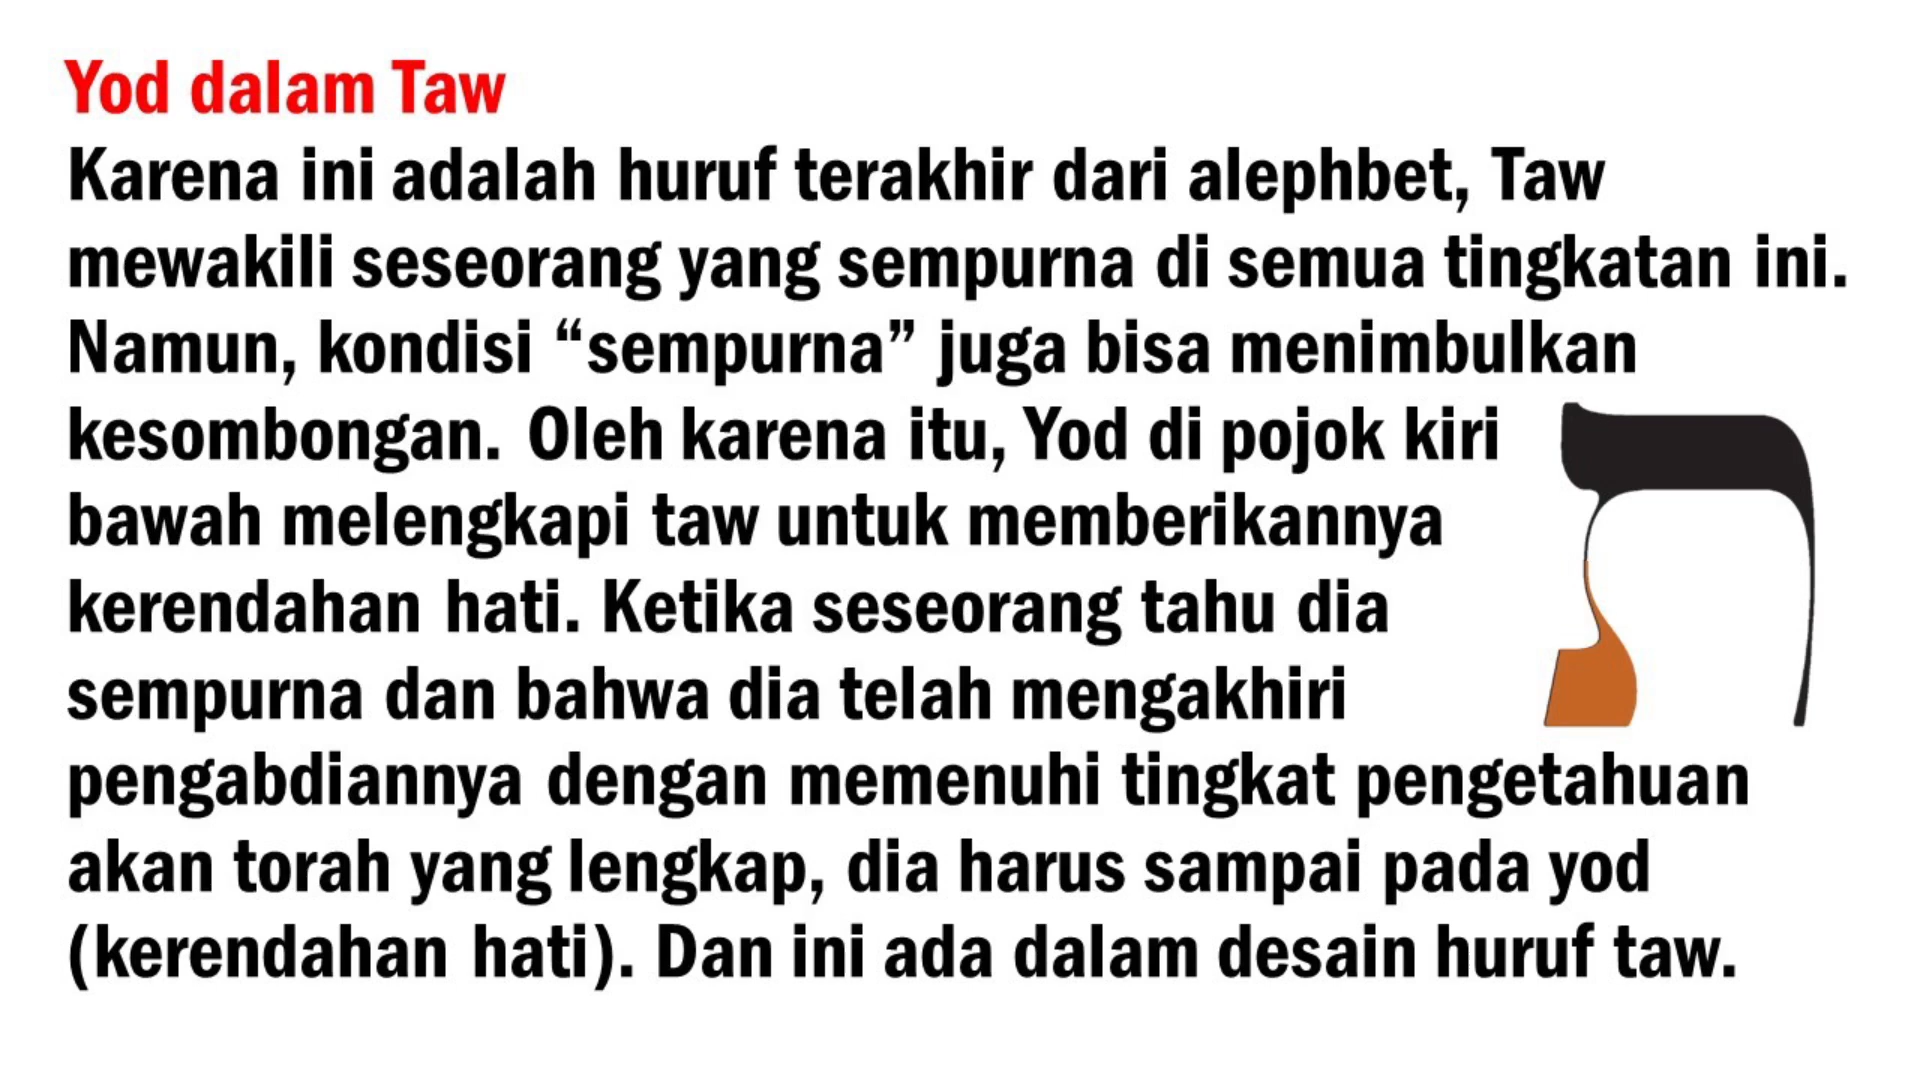 Yod dalam Taw
Karena ini adalah huruf terakhir dari alephbet, Taw
mewakili seseorang yang sempurna di semua tingkatan ini.
Namun, kondisi “sempurna” juga bisa menimbulkan
kesombongan. Oleh karena itu, Yod di pojok kiri
bawah melengkapi taw untuk memberikannya
kerendahan hati. Ketika seseorang tahu dia
sempurna dan bahwa dia telah mengakhiri
pengabdiannya dengan memenuhi tingkat pengetahuan
akan torah yang lengkap, dia harus sampai pada yod
(kerendahan hati). Dan ini ada dalam desain huruf taw.
ת